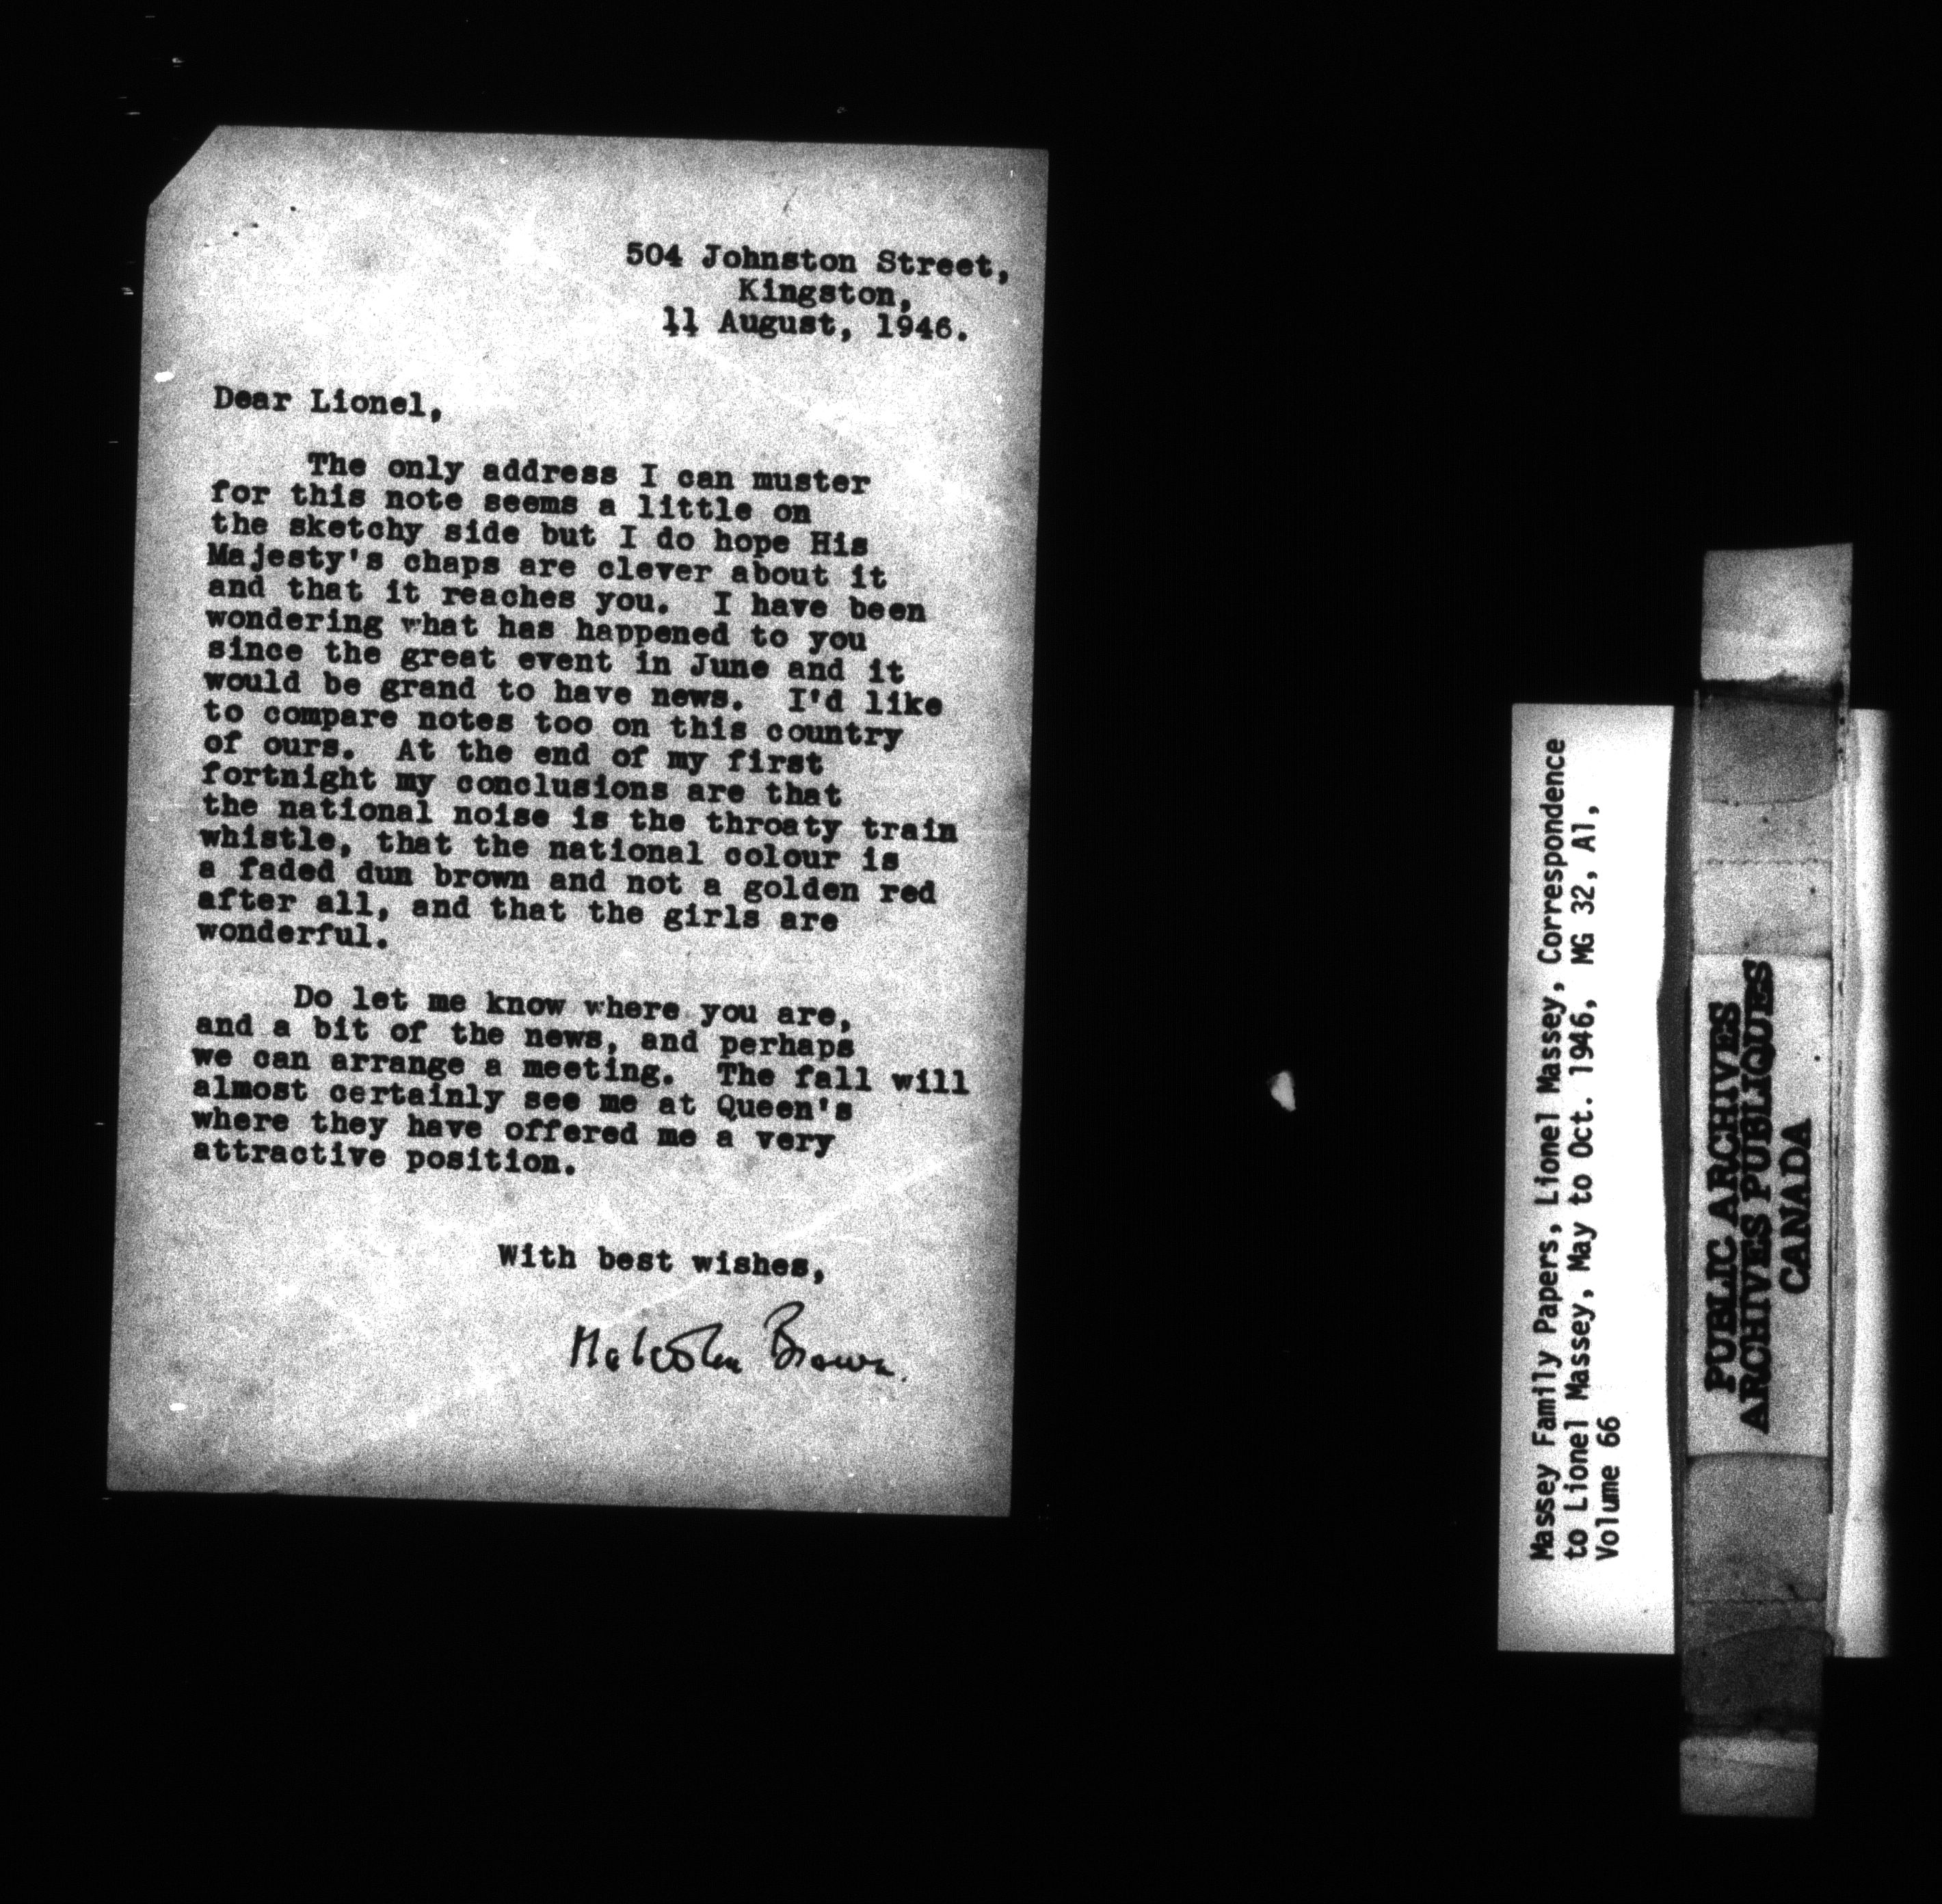 504 Johnston Street,
Kingston,
11 August, 1946.
Dear Lionel,
The only address I can muster
for this note seems a little on
the sketchy side but I do hope His
Majesty's chaps are clever about it
and that it reaches you. I have been
wondering what has happened to you
since the great event in June and it
would be grand to have news. I'd like
to compare notes too on this country
of ours. At the end of my first
fortnight my conclusions are that
the national noise is the throaty train
whistle, that the national colour is
a faded dun brown and not a golden red
after all, and that the girls are
wonderful.
Do let me know where you are,
and a bit of the news, and perhaps
we can arrange a meeting. The fall will
almost certainly see me at Queen's
where they have offered me a very
attractive position.
With best wishes,
Malcolm Brown.
Massey Family Papers, Lionel Massey, Correspondence
to Lionel Massey, May to Oct. 1946, MG 32, A1,
Volume 66
PUBLIC ARCHIVES
ARCHIVES PUBLIQUES
CANADA